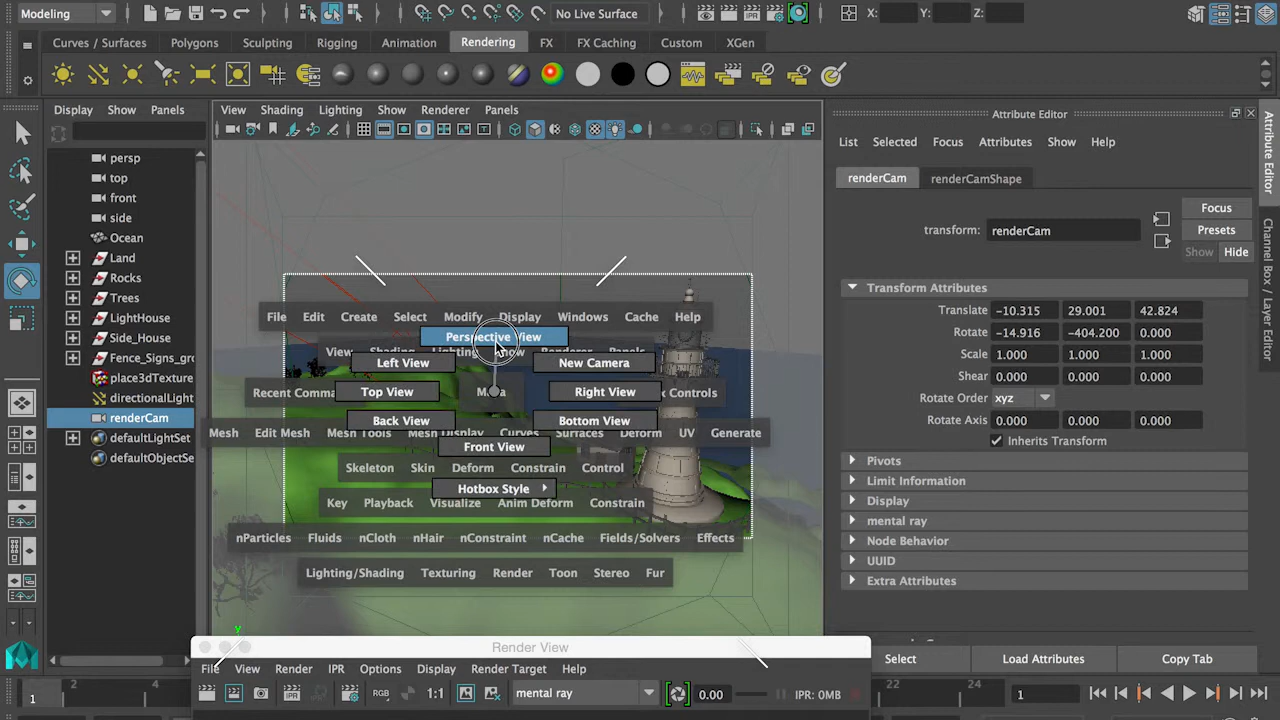 Modeling No Live Surface X: Y: Z:
Curves / Surfaces Polygons Sculpting Rigging Animation Rendering FX FX Caching Custom XGen
IPR
Display Show Panels
View Shading Lighting Show Renderer Panels
Attribute Editor
List Selected Focus Attributes Show Help
renderCam renderCamShape
Focus
transform: renderCam Presets
Show Hide
persp
top
front
side
Ocean
Land
Rocks
Trees
LightHouse
Side_House
Fence_Signs_gr
place3dTexture
directionalLight
renderCam
defaultLightSet
defaultObjectSe
File Edit Create Select Modify Display Windows Cache Help
Perspective View
Left View New Camera
Recent Comma Top View Right View Controls
Back View Bottom View
Mesh Edit Mesh Mesh Tools Mesh Display Curves Surfaces Deform UV Generate
Front View
Skeleton Skin Deform Constrain Control
Hotbox Style
Key Playback Visualize Anim Deform Constrain
nParticles Fluids nCloth nHair nConstraint nCache Fields/Solvers Effects
Lighting/Shading Texturing Render Toon Stereo Fur
y
Transform Attributes
Translate -10.315 29.001 42.824
Rotate -14.916 -404.200 0.000
Scale 1.000 1.000 1.000
Shear 0.000 0.000 0.000
Rotate Order xyz
Rotate Axis 0.000 0.000 0.000
Inherits Transform
Pivots
Limit Information
Display
mental ray
Node Behavior
UUID
Extra Attributes
Select Load Attributes Copy Tab
Attribute Editor
Channel Box / Layer Editor
Render View
File View Render IPR Options Display Render Target Help
IPR RGB 1:1 mental ray 0.00 IPR: 0MB
1 2 4 22 24 1